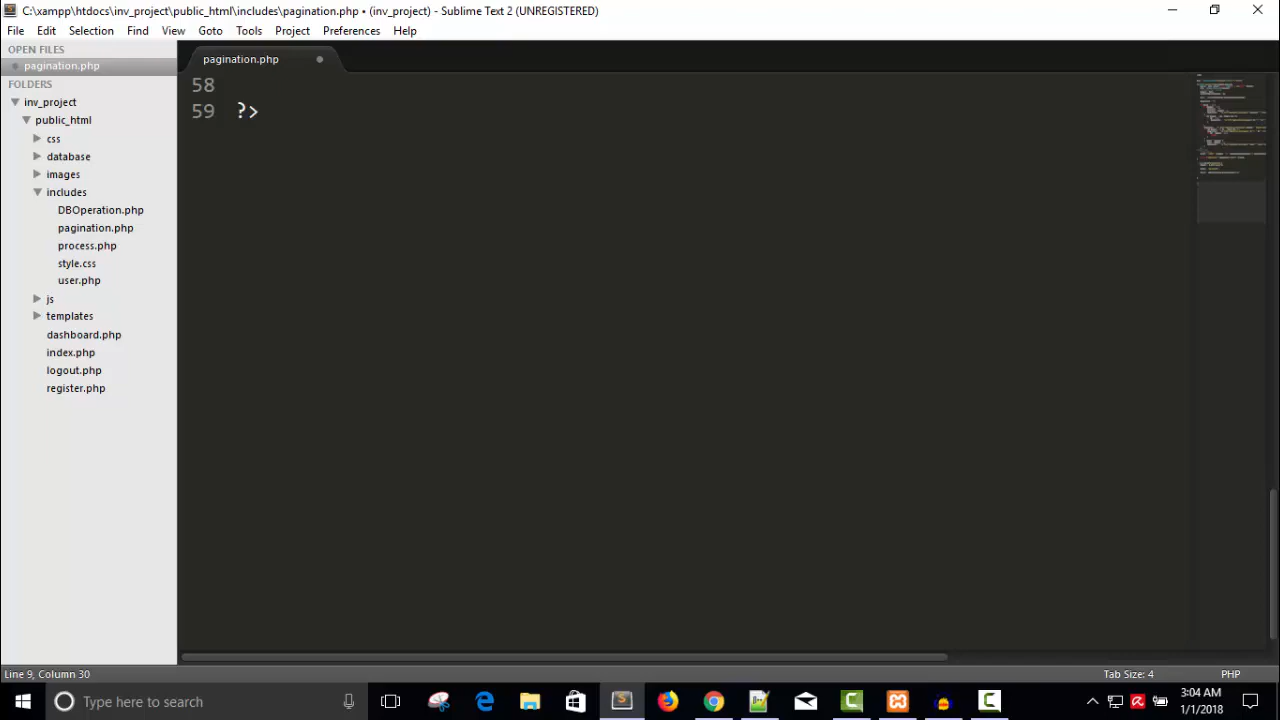 C:\xampp\htdocs\inv_project\public_html\includes\pagination.php • (inv_project) - Sublime Text 2 (UNREGISTERED)
File Edit Selection Find View Goto Tools Project Preferences Help
OPEN FILES
pagination.php
pagination.php
FOLDERS
inv_project
public_html
css
database
images
includes
DBOperation.php
pagination.php
process.php
style.css
user.php
js
templates
dashboard.php
index.php
logout.php
register.php
58
59 ?>
Line 9, Column 30
Tab Size: 4
PHP
Type here to search
3:04 AM
1/1/2018